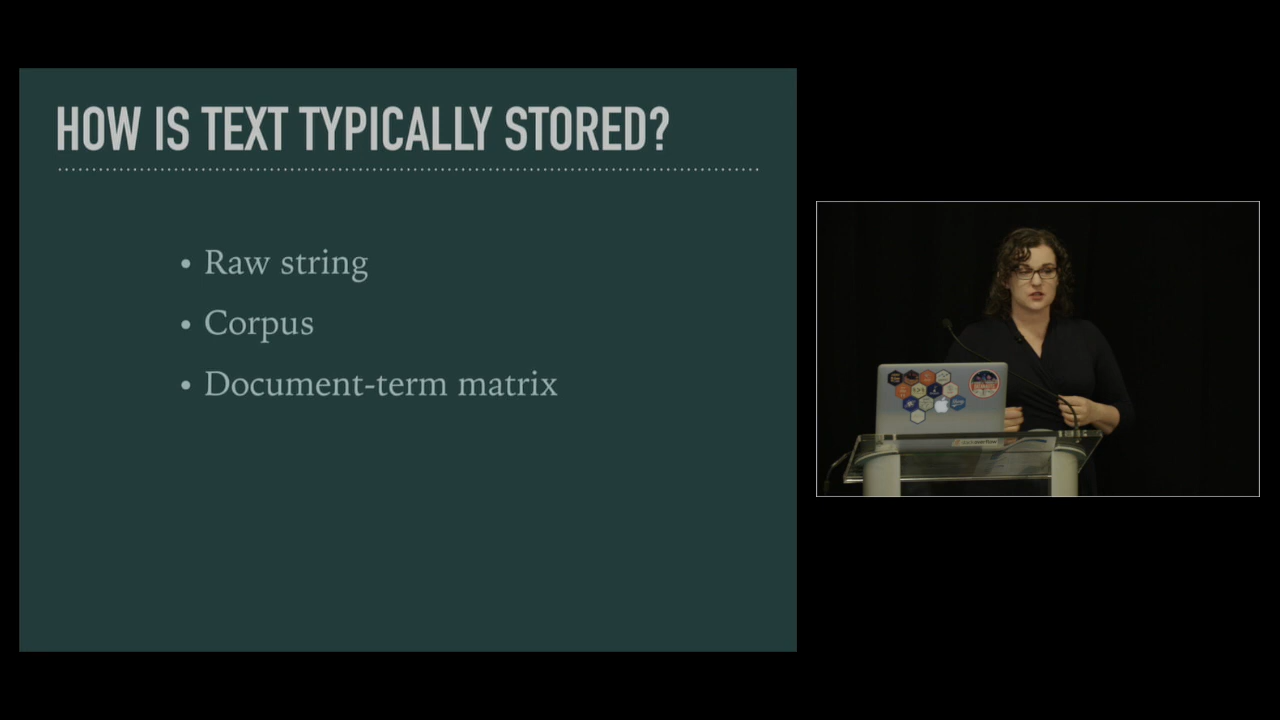 HOW IS TEXT TYPICALLY STORED?
• Raw string
• Corpus
• Document-term matrix